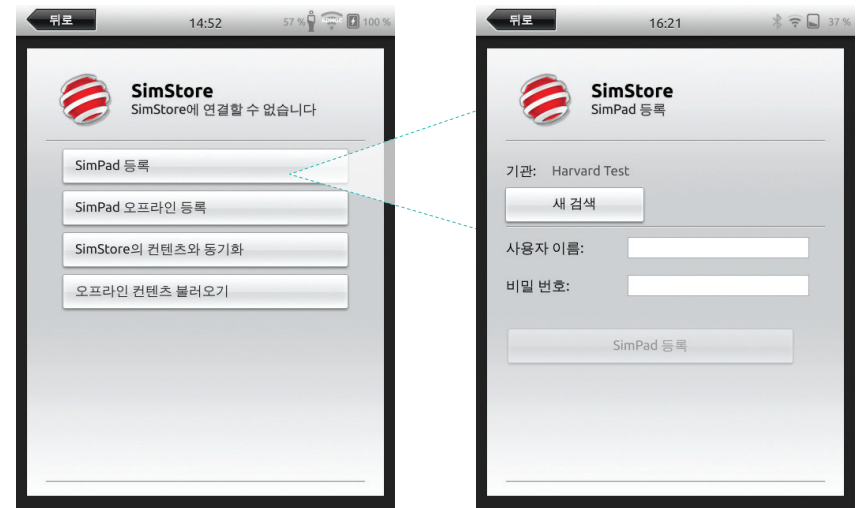 뒤로
14:52
57 %
100 %
SimStore
SimStore에 연결할 수 없습니다
SimPad 등록
SimPad 오프라인 등록
SimStore의 컨텐츠와 동기화
오프라인 컨텐츠 불러오기
뒤로
16:21
37 %
SimStore
SimPad 등록
기관: Harvard Test
새 검색
사용자 이름:
비밀 번호:
SimPad 등록